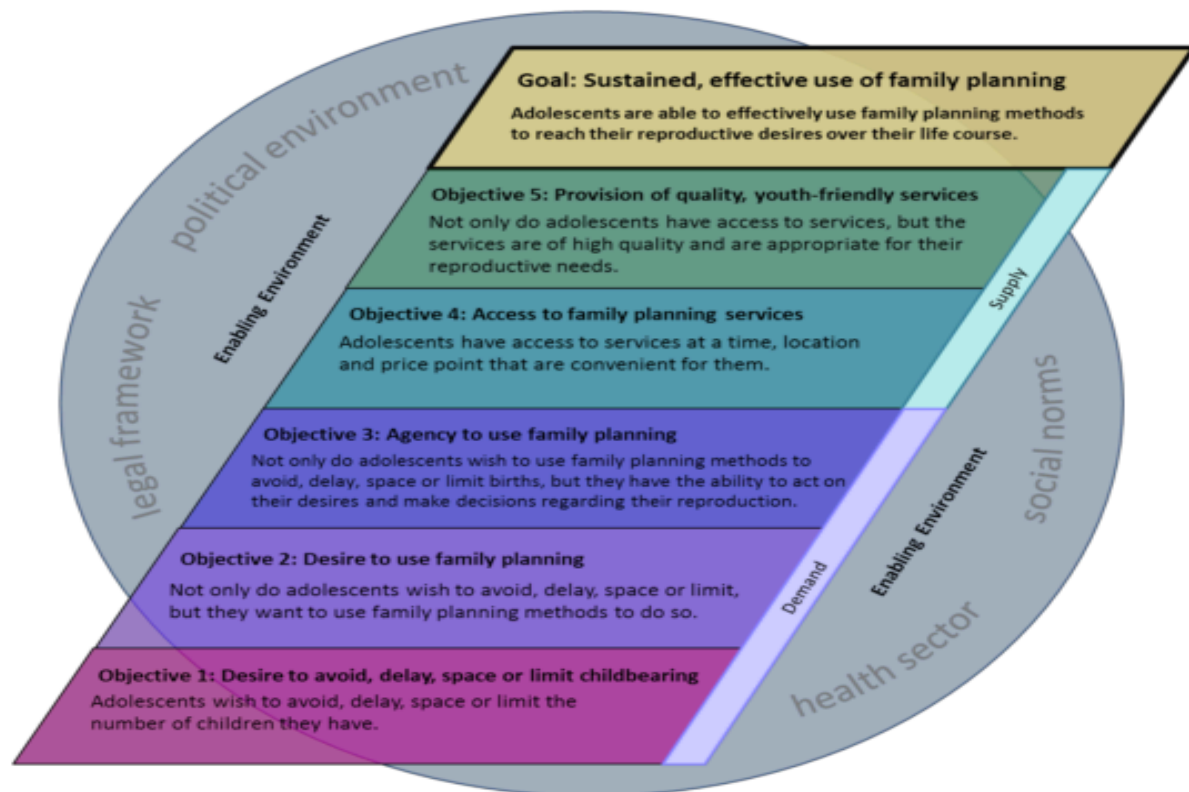 Goal: Sustained, effective use of family planning
Adolescents are able to effectively use family planning methods
to reach their reproductive desires over their life course.
Objective 5: Provision of quality, youth-friendly services
Not only do adolescents have access to services, but the
services are of high quality and are appropriate for their
reproductive needs.
Objective 4: Access to family planning services
Adolescents have access to services at a time, location
and price point that are convenient for them.
Objective 3: Agency to use family planning
Not only do adolescents wish to use family planning methods to
avoid, delay, space or limit births, but they have the ability to act on
their desires and make decisions regarding their reproduction.
Objective 2: Desire to use family planning
Not only do adolescents wish to avoid, delay, space or limit,
but they want to use family planning methods to do so.
Objective 1: Desire to avoid, delay, space or limit childbearing
Adolescents wish to avoid, delay, space or limit the
number of children they have.
political environment
legal framework
Enabling Environment
Supply
Demand
Enabling Environment
social norms
health sector